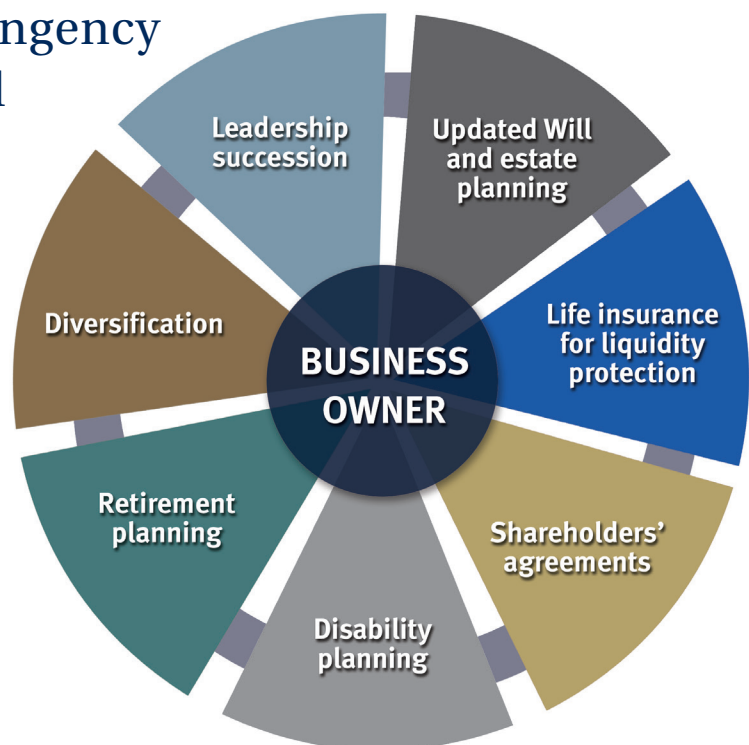 ngency
Leadership
succession
Updated Will
and estate
planning
Life insurance
for liquidity
protection
Shareholders’
agreements
Disability
planning
Retirement
planning
Diversification
BUSINESS
OWNER